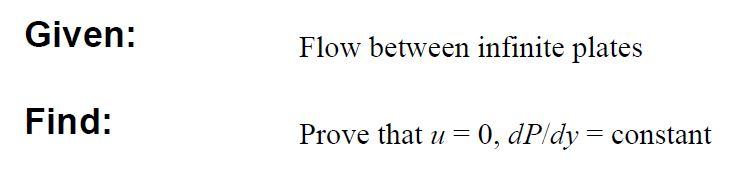 Given:
Flow between infinite plates
Find:
Prove that u = 0, dP/dy = constant